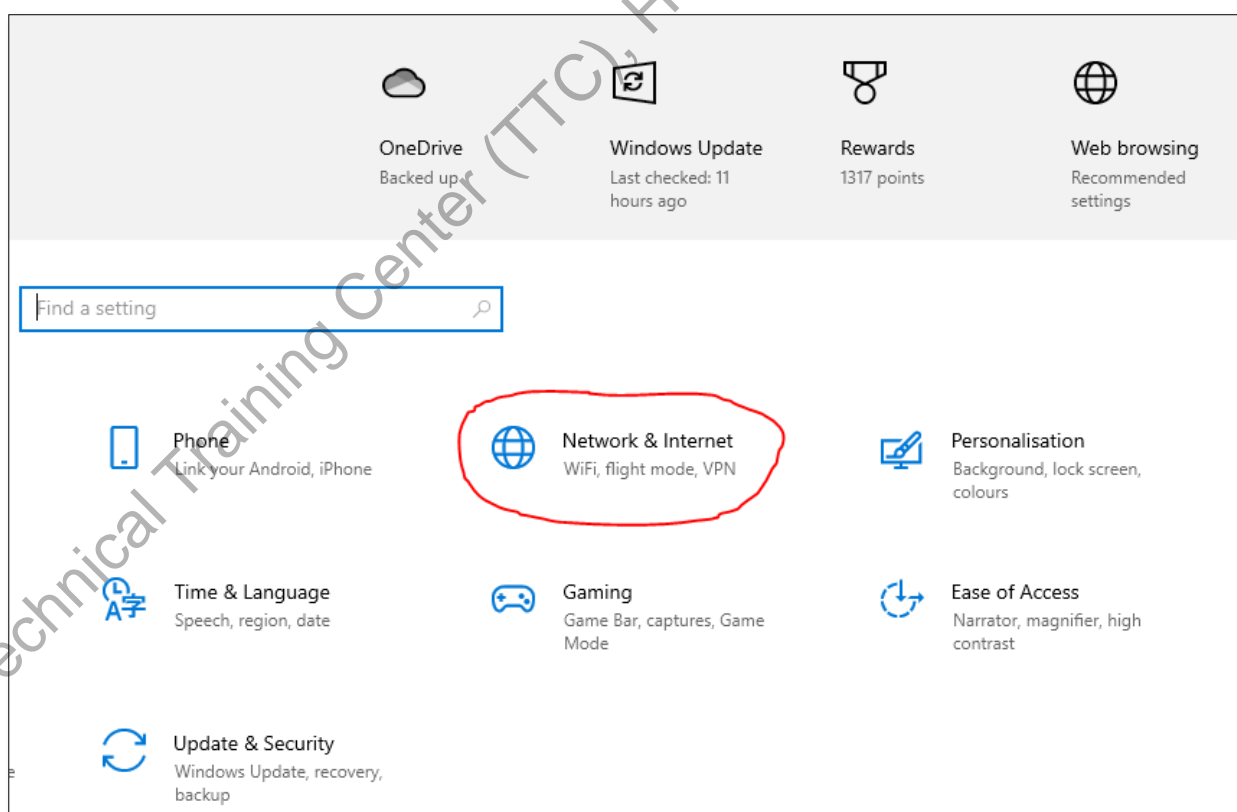 OneDrive
Backed up
Windows Update
Last checked: 11
hours ago
Rewards
1317 points
Web browsing
Recommended
settings
Find a setting
Phone
Link your Android, iPhone
Network & Internet
WiFi, flight mode, VPN
Personalisation
Background, lock screen,
colours
Time & Language
Speech, region, date
Gaming
Game Bar, captures, Game
Mode
Ease of Access
Narrator, magnifier, high
contrast
Update & Security
Windows Update, recovery,
backup
Training Center (TTC),